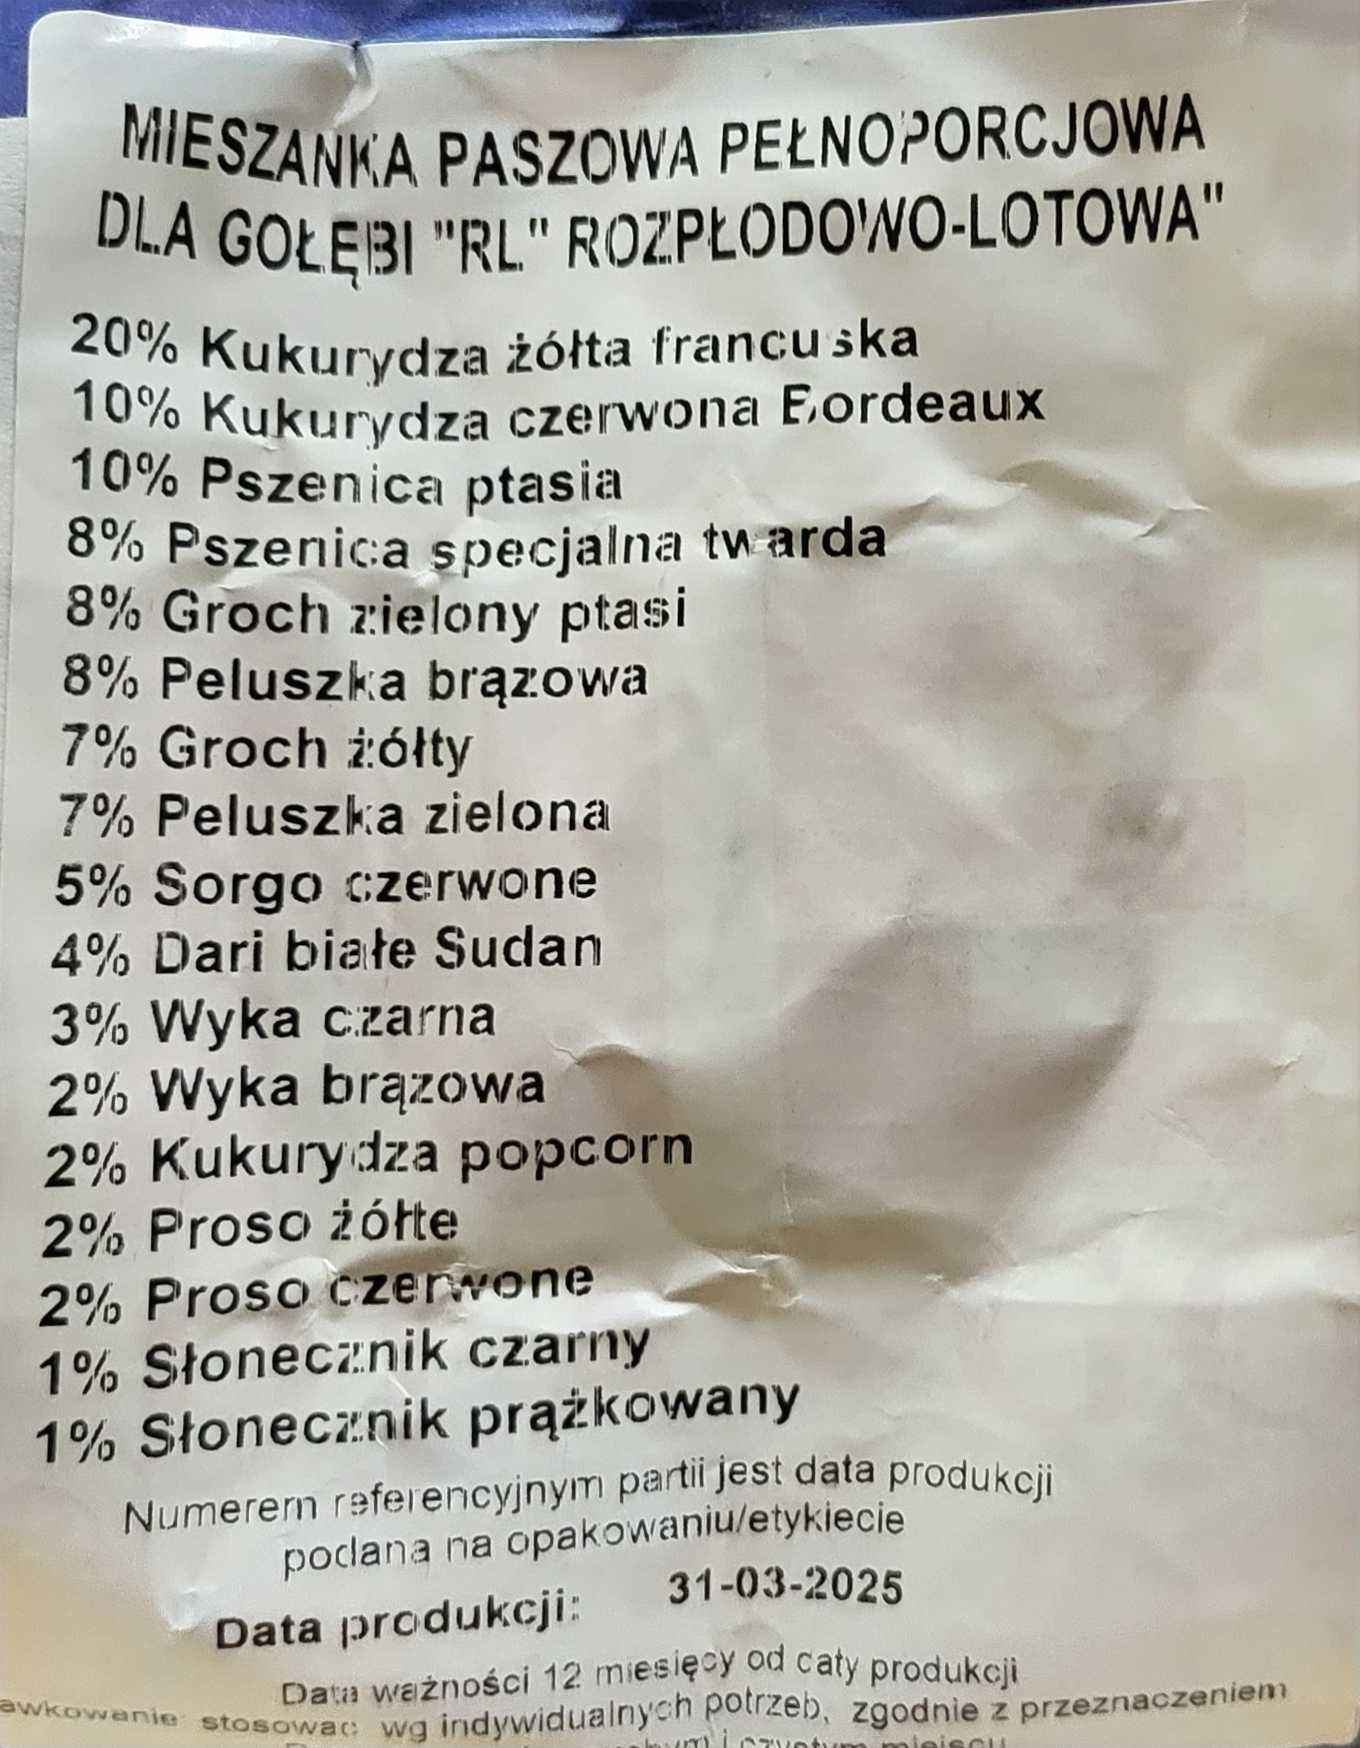 MIESZANKA PASZOWA PEŁNOPORCJOWA
DLA GOŁĘBI "RL" ROZPŁODOWO-LOTOWA"
20% Kukurydza żółta francuska
10% Kukurydza czerwona Bordeaux
10% Pszenica ptasia
8% Pszenica specjalna twarda
8% Groch zielony ptasi
8% Peluszka brązowa
7% Groch żółty
7% Peluszka zielona
5% Sorgo czerwone
4% Dari białe Sudan
3% Wyka czarna
2% Wyka brązowa
2% Kukurydza popcorn
2% Proso żółte
2% Proso czerwone
1% Słonecznik czarny
1% Słonecznik prążkowany
Numerem referencyjnym partii jest data produkcji
podana na opakowaniu/etykiecie
Data produkcji: 31-03-2025
Data ważności 12 miesięcy od caty produkcji
awkowanie: stosować wg indywidualnych potrzeb, zgodnie z przeznaczeniem
i czystym miejscu